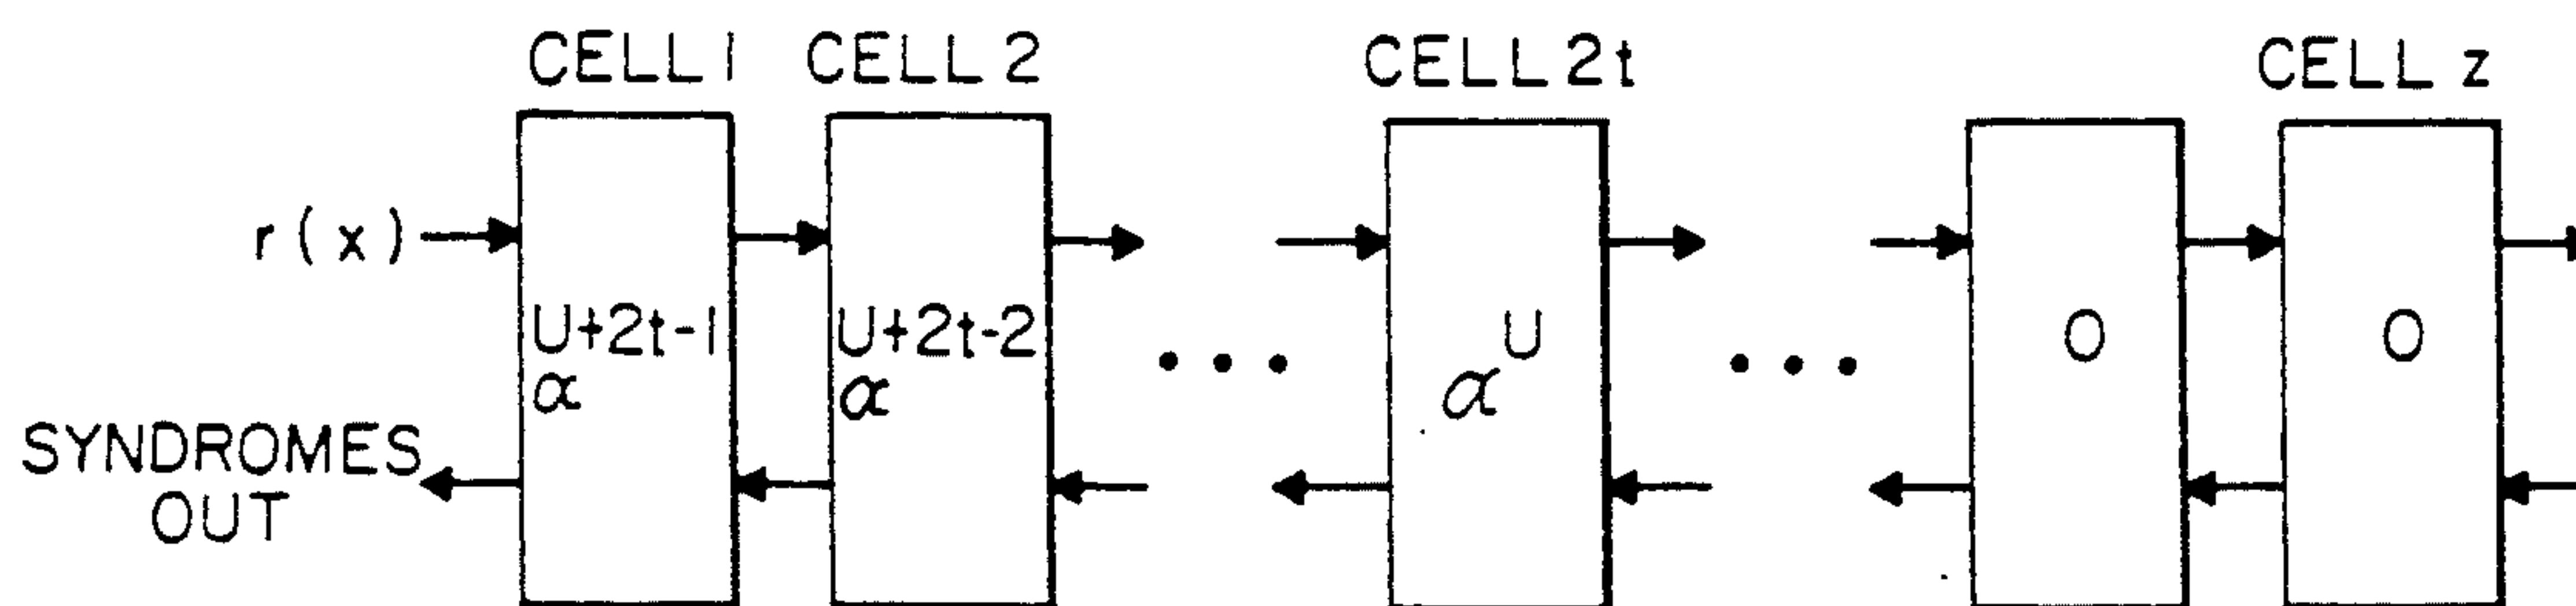 CELL 1 CELL 2 CELL 2t CELL z
r(x)
α^U+2t-1 α^U+2t-2 • • • α^U • • • 0 0
SYNDROMES
OUT